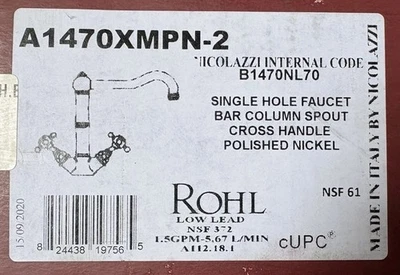 A1470XMPN-2
NICOLAZZI INTERNAL CODE
B1470NL70
H.E
SINGLE HOLE FAUCET
BAR COLUMN SPOUT
CROSS HANDLE
POLISHED NICKEL
MADE IN ITALY BY NICOLAZZI
15.09.2020
ROHL
NSF 61
LOW LEAD
NSF 372
1.5GPM-5,67 L/MIN
A112.18.1
cUPC®
8 24438 19756 5